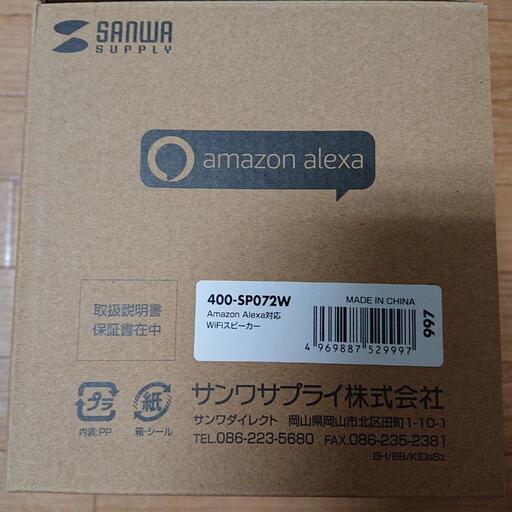 SANWA
SUPPLY
amazon alexa
取扱説明書
保証書在中
400-SP072W
Amazon Alexa対応
WiFiスピーカー
MADE IN CHINA
4 969887 529997
997
プラ
内装:PP
紙
箱・シール
サンワサプライ株式会社
サンワダイレクト 岡山県岡山市北区田町1-10-1
TEL.086-223-5680 FAX.086-235-2381
BH/BB/KIDaSz